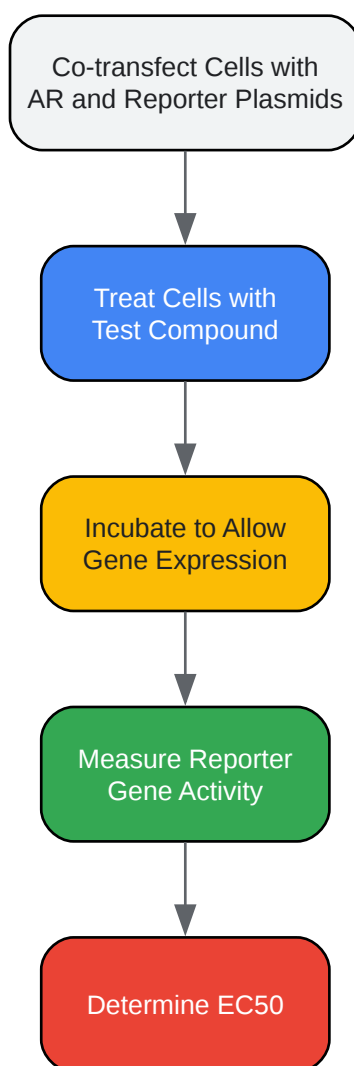 Co-transfect Cells with
AR and Reporter Plasmids
Treat Cells with
Test Compound
Incubate to Allow
Gene Expression
Measure Reporter
Gene Activity
Determine EC50